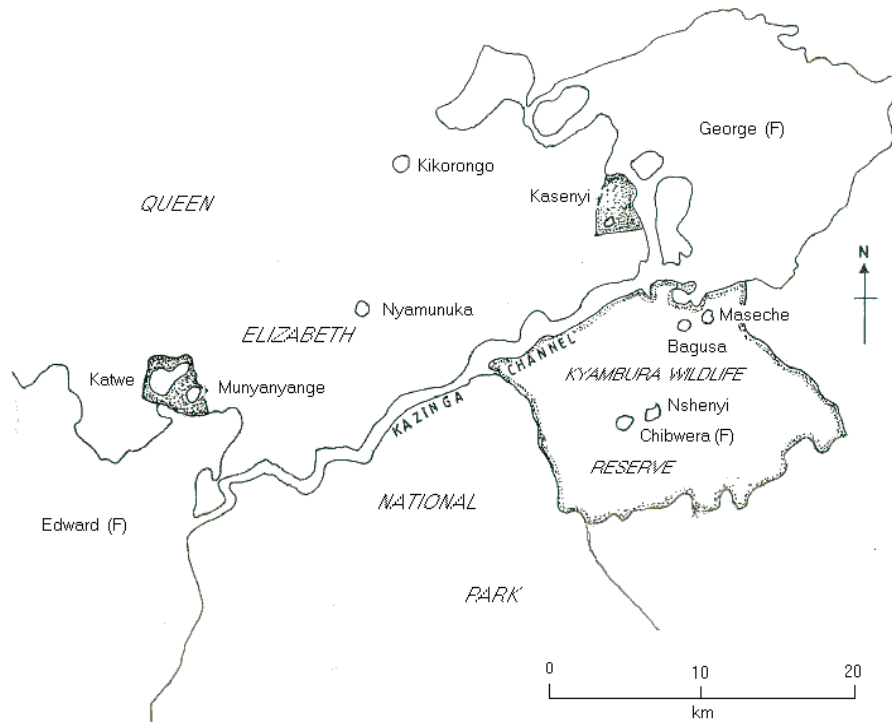 George (F)
Kikorongo
QUEEN
Kasenyi
N
Nyamunuka
Maseche
ELIZABETH
Bagusa
Katwe
Munyanyange
KAZINGA CHANNEL
KYAMBURA WILDLIFE
Nshenyi
Chibwera (F)
RESERVE
NATIONAL
Edward (F)
PARK
0 10 20
km